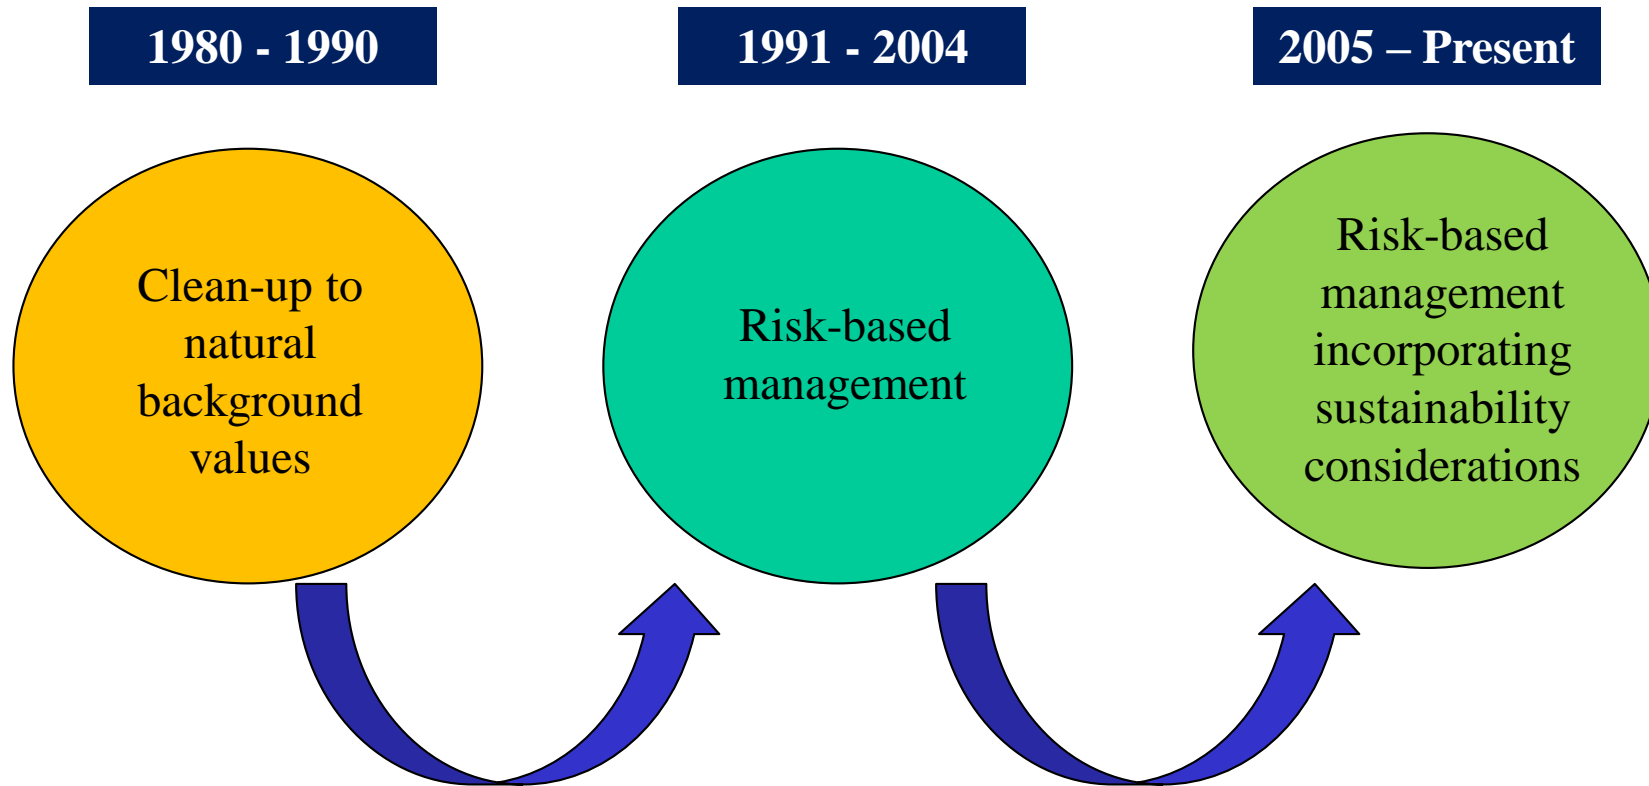 1980 - 1990
1991 - 2004
2005 – Present
Clean-up to
natural
background
values
Risk-based
management
Risk-based
management
incorporating
sustainability
considerations